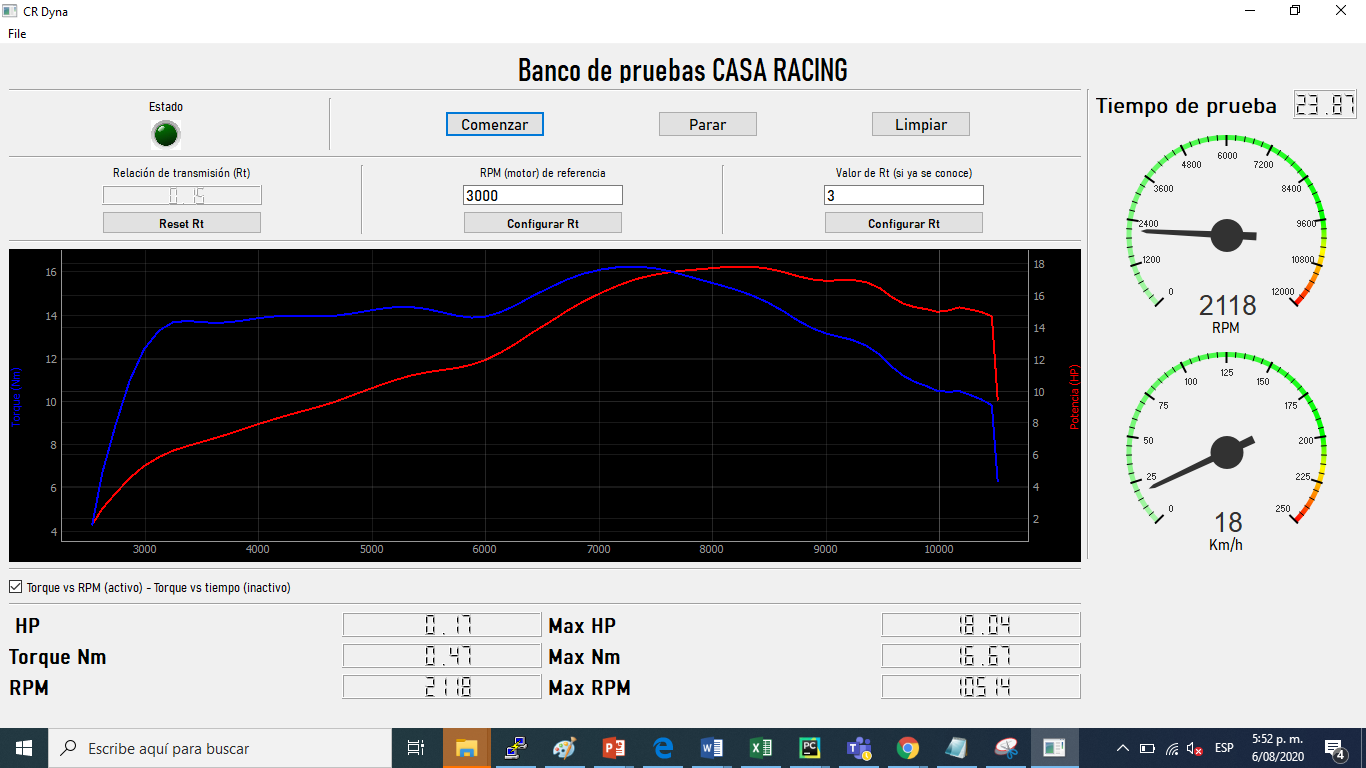 CR Dyna
File
Banco de pruebas CASA RACING
Estado
Comenzar
Parar
Limpiar
Relación de transmisión (Rt)
0.15
Reset Rt
RPM (motor) de referencia
3000
Configurar Rt
Valor de Rt (si ya se conoce)
3
Configurar Rt
Tiempo de prueba 23.87
0
1200
2400
3600
4800
6000
7200
8400
9600
10800
12000
2118
RPM
0
25
50
75
100
125
150
175
200
225
250
18
Km/h
Torque (Nm)
16
14
12
10
8
6
4
18
16
14
12
10
8
6
4
2
Potencia (HP)
3000 4000 5000 6000 7000 8000 9000 10000
Torque vs RPM (activo) - Torque vs tiempo (inactivo)
HP 0.17 Max HP 18.04
Torque Nm 0.47 Max Nm 16.67
RPM 2118 Max RPM 10514
Escribe aquí para buscar
ESP
5:52 p. m.
6/08/2020
4